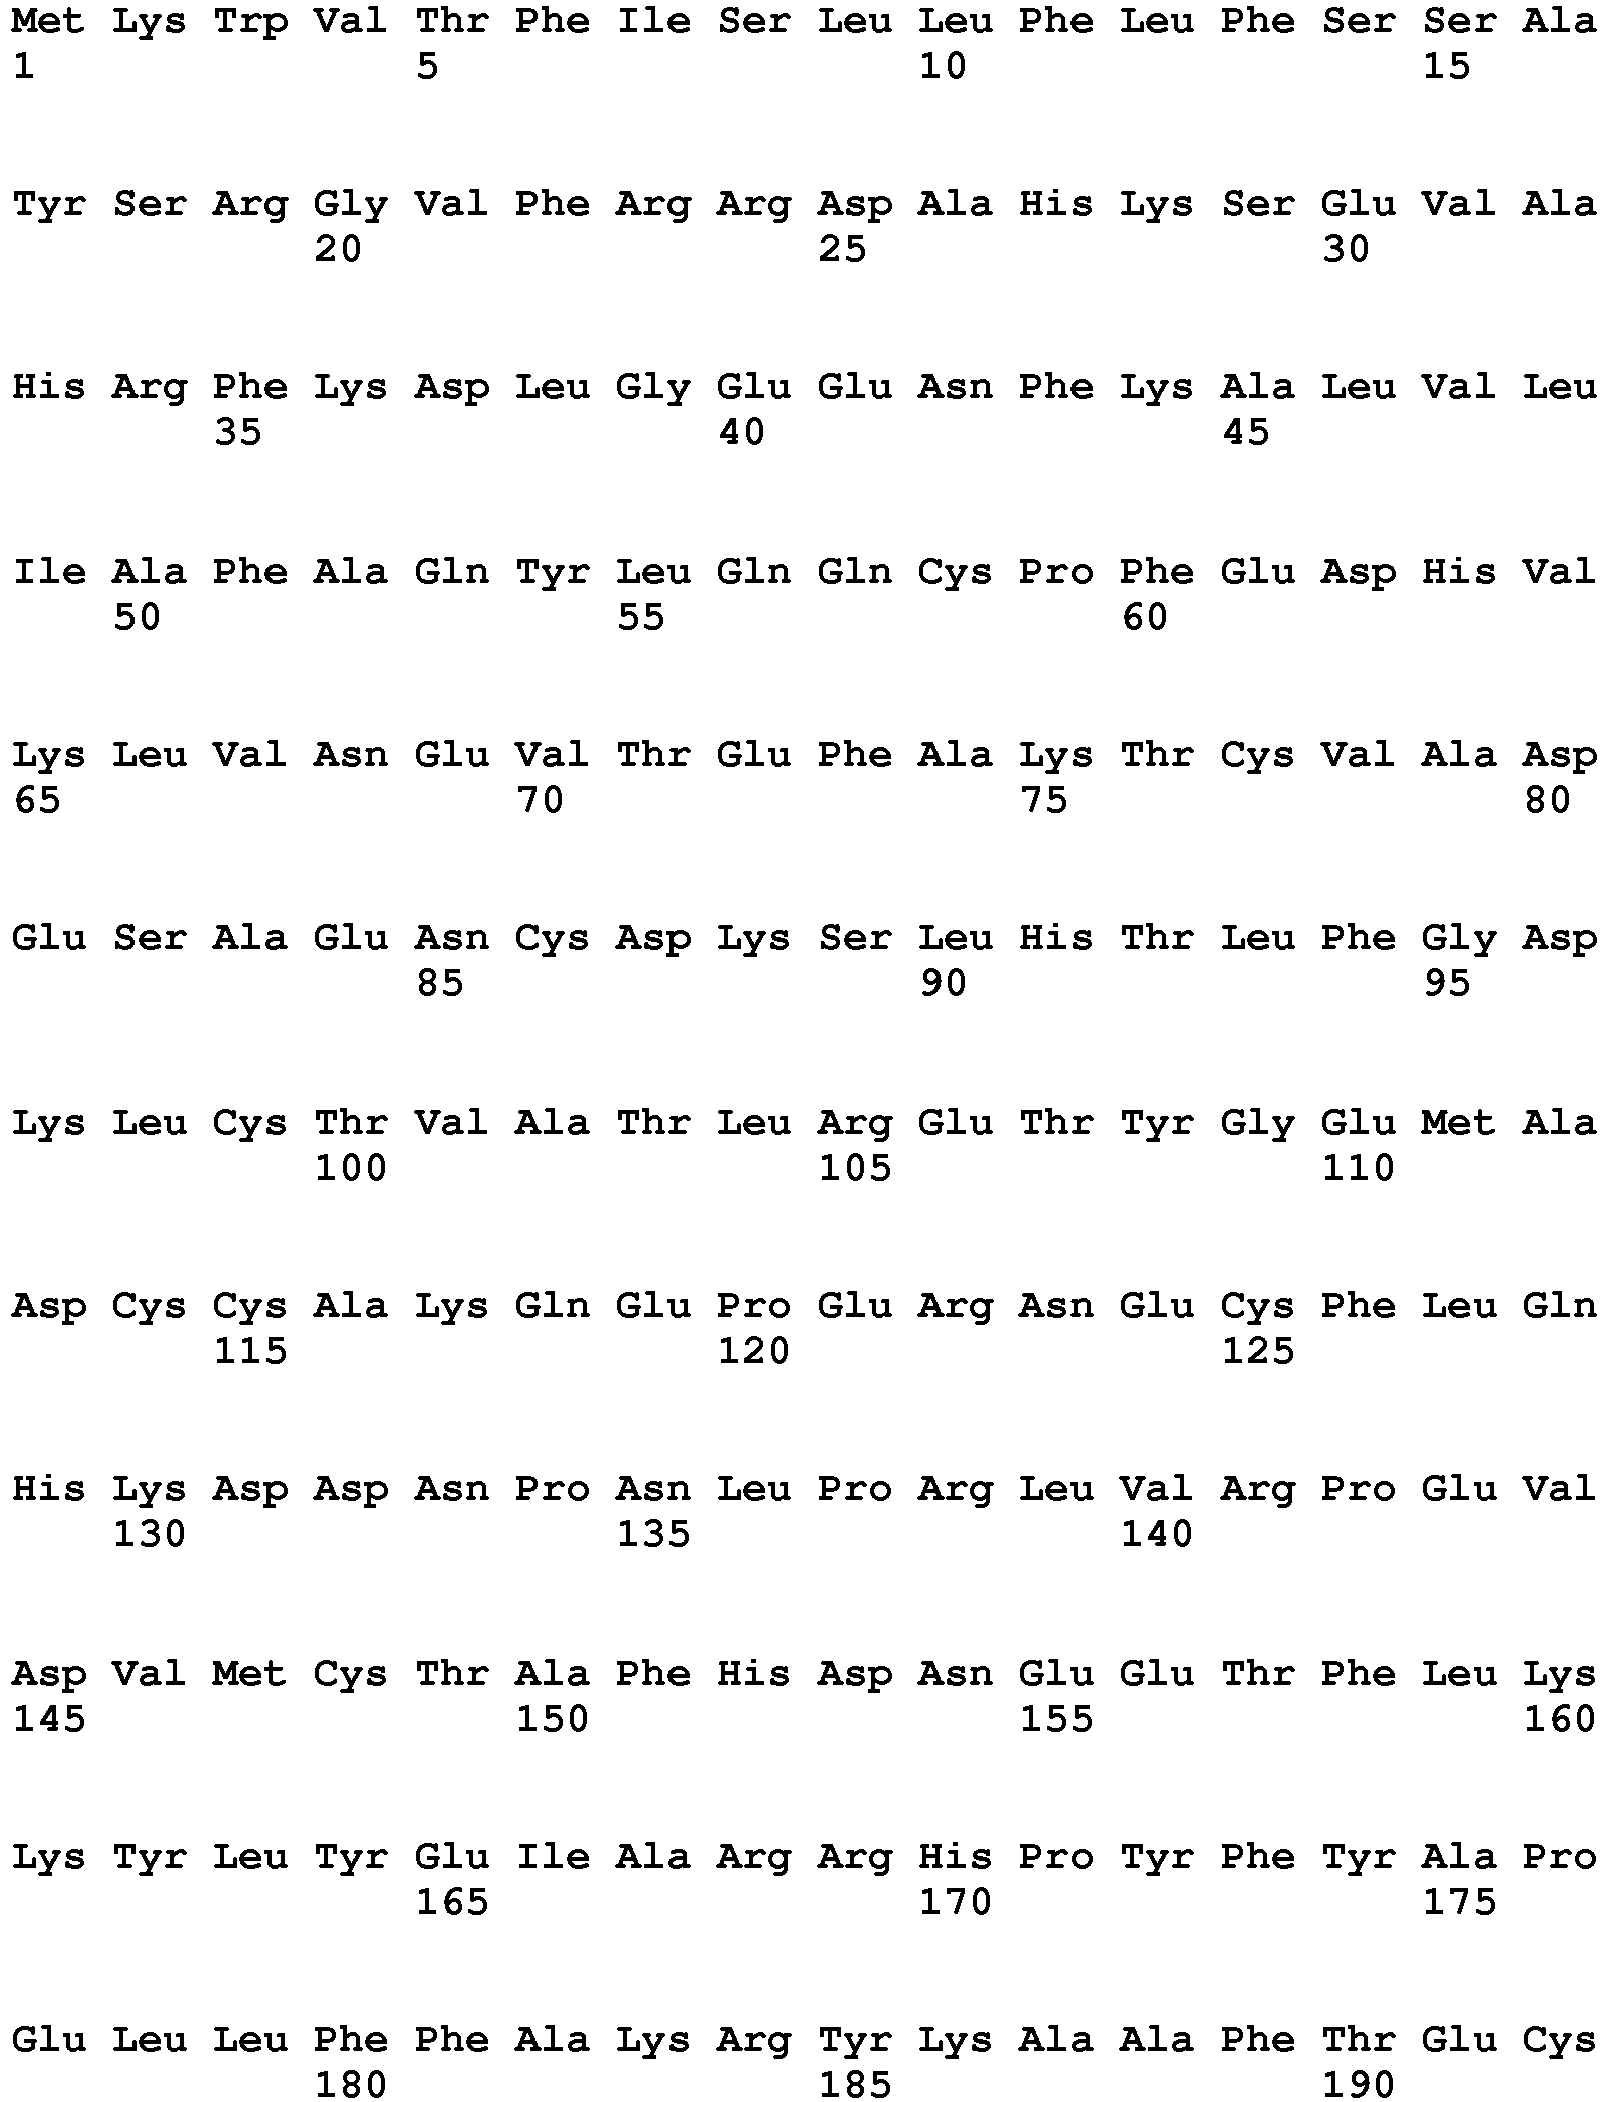 Met Lys Trp Val Thr Phe Ile Ser Leu Leu Phe Leu Phe Ser Ser Ala
1 5 10 15
Tyr Ser Arg Gly Val Phe Arg Arg Asp Ala His Lys Ser Glu Val Ala
20 25 30
His Arg Phe Lys Asp Leu Gly Glu Glu Asn Phe Lys Ala Leu Val Leu
35 40 45
Ile Ala Phe Ala Gln Tyr Leu Gln Gln Cys Pro Phe Glu Asp His Val
50 55 60
Lys Leu Val Asn Glu Val Thr Glu Phe Ala Lys Thr Cys Val Ala Asp
65 70 75 80
Glu Ser Ala Glu Asn Cys Asp Lys Ser Leu His Thr Leu Phe Gly Asp
85 90 95
Lys Leu Cys Thr Val Ala Thr Leu Arg Glu Thr Tyr Gly Glu Met Ala
100 105 110
Asp Cys Cys Ala Lys Gln Glu Pro Glu Arg Asn Glu Cys Phe Leu Gln
115 120 125
His Lys Asp Asp Asn Pro Asn Leu Pro Arg Leu Val Arg Pro Glu Val
130 135 140
Asp Val Met Cys Thr Ala Phe His Asp Asn Glu Glu Thr Phe Leu Lys
145 150 155 160
Lys Tyr Leu Tyr Glu Ile Ala Arg Arg His Pro Tyr Phe Tyr Ala Pro
165 170 175
Glu Leu Leu Phe Phe Ala Lys Arg Tyr Lys Ala Ala Phe Thr Glu Cys
180 185 190